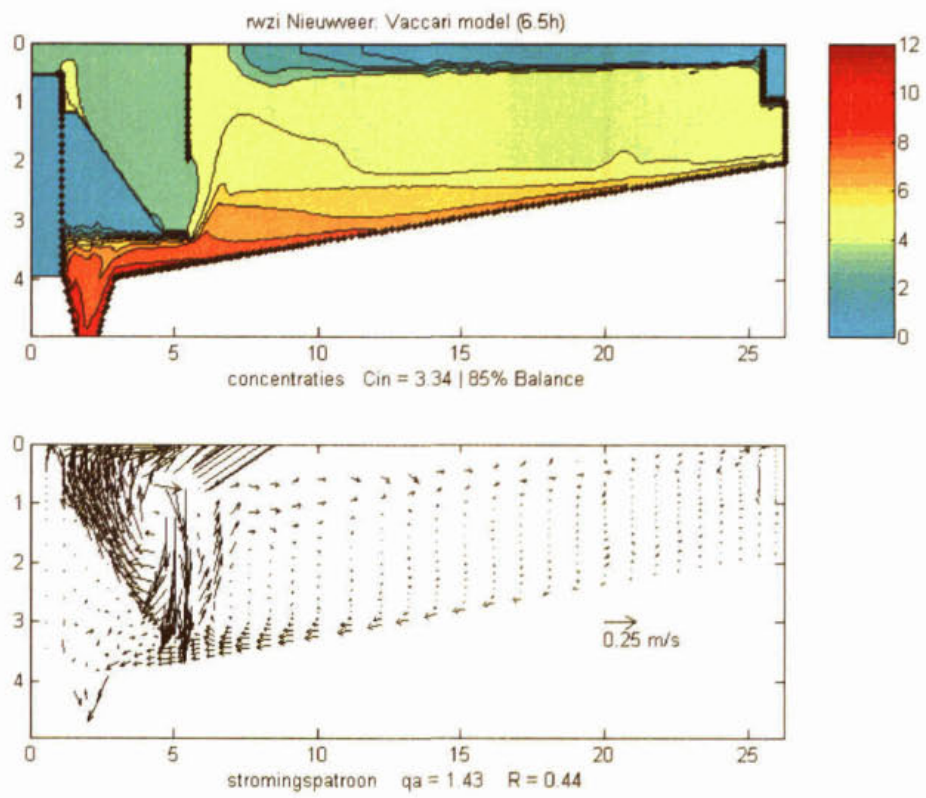 rwzi Nieuwveer: Vaccari model (6.5h)
0
1
2
3
4
0 5 10 15 20 25
concentraties Cin = 3.34 | 85% Balance
12
10
8
6
4
2
0
0
1
2
3
4
0.25 m/s
0 5 10 15 20 25
stromingspatroon qa = 1.43 R = 0.44